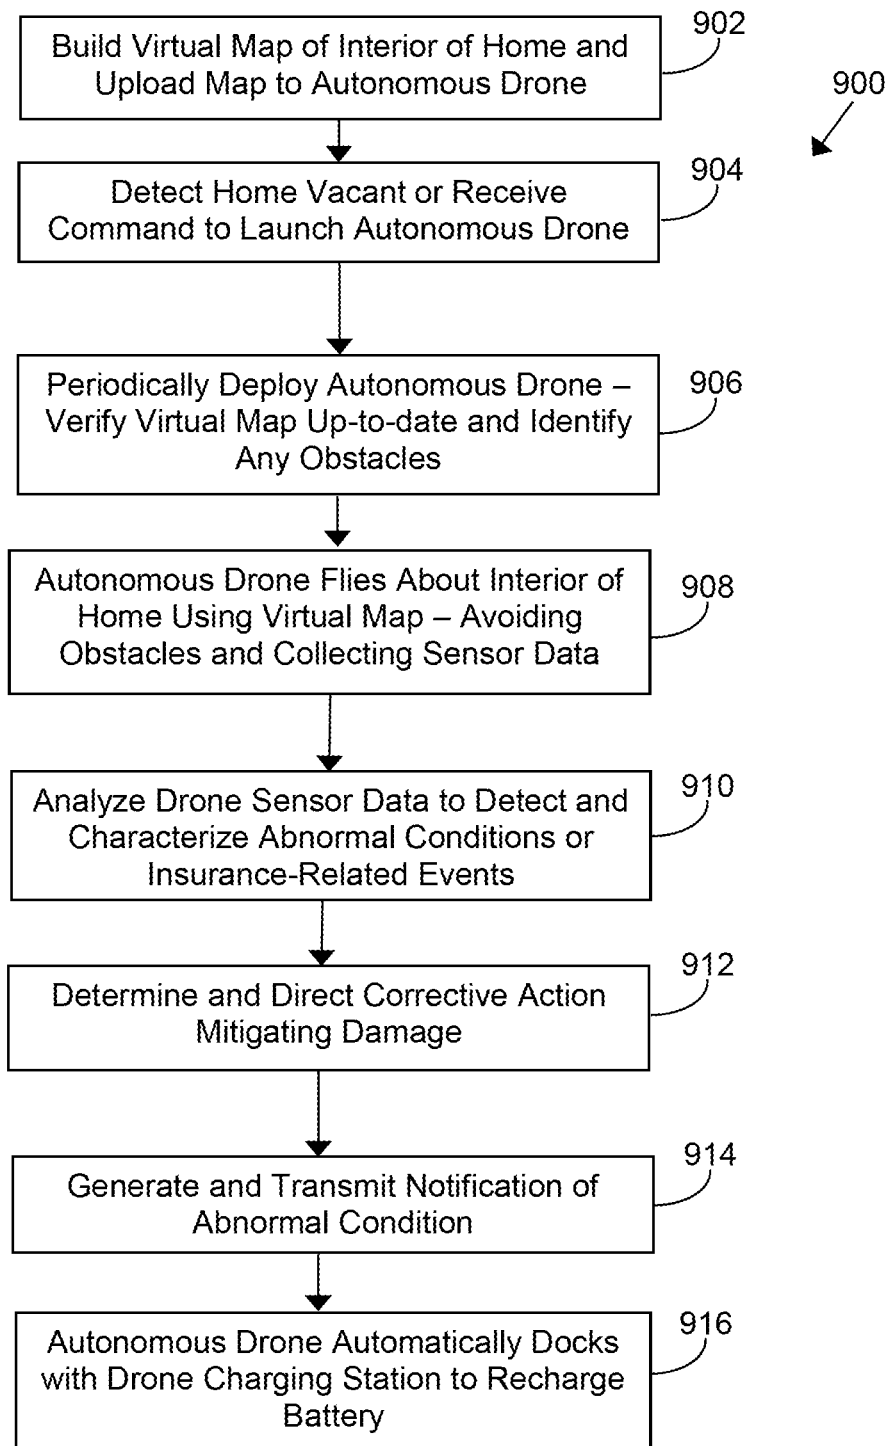 Build Virtual Map of Interior of Home and
Upload Map to Autonomous Drone
902
900
Detect Home Vacant or Receive
Command to Launch Autonomous Drone
904
Periodically Deploy Autonomous Drone –
Verify Virtual Map Up-to-date and Identify
Any Obstacles
906
Autonomous Drone Flies About Interior of
Home Using Virtual Map – Avoiding
Obstacles and Collecting Sensor Data
908
Analyze Drone Sensor Data to Detect and
Characterize Abnormal Conditions or
Insurance-Related Events
910
Determine and Direct Corrective Action
Mitigating Damage
912
Generate and Transmit Notification of
Abnormal Condition
914
Autonomous Drone Automatically Docks
with Drone Charging Station to Recharge
Battery
916